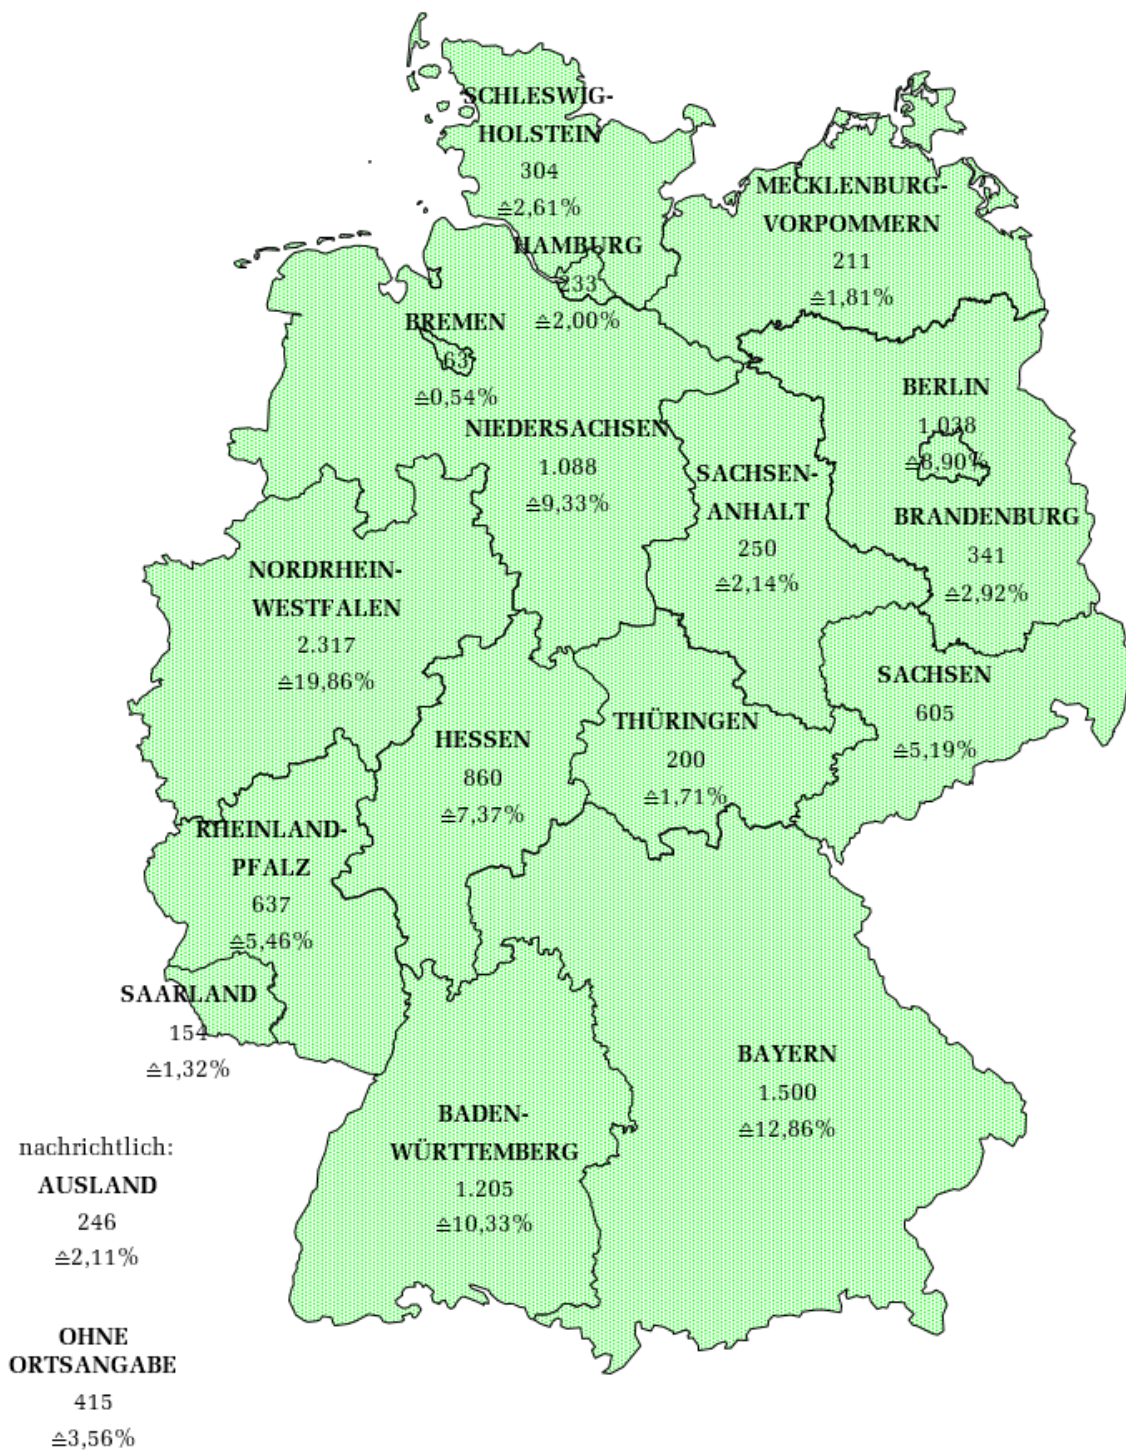 SCHLESWIG-
HOLSTEIN
304
≙2,61%
MECKLENBURG-
VORPOMMERN
211
≙1,81%
HAMBURG
233
≙2,00%
BREMEN
63
≙0,54%
BERLIN
1.038
≙8,90%
NIEDERSACHSEN
1.088
≙9,33%
SACHSEN-
ANHALT
250
≙2,14%
BRANDENBURG
341
≙2,92%
NORDRHEIN-
WESTFALEN
2.317
≙19,86%
SACHSEN
605
≙5,19%
THÜRINGEN
200
≙1,71%
HESSEN
860
≙7,37%
RHEINLAND-
PFALZ
637
≙5,46%
SAARLAND
154
≙1,32%
BAYERN
1.500
≙12,86%
BADEN-
WÜRTTEMBERG
1.205
≙10,33%
nachrichtlich:
AUSLAND
246
≙2,11%
OHNE
ORTSANGABE
415
≙3,56%